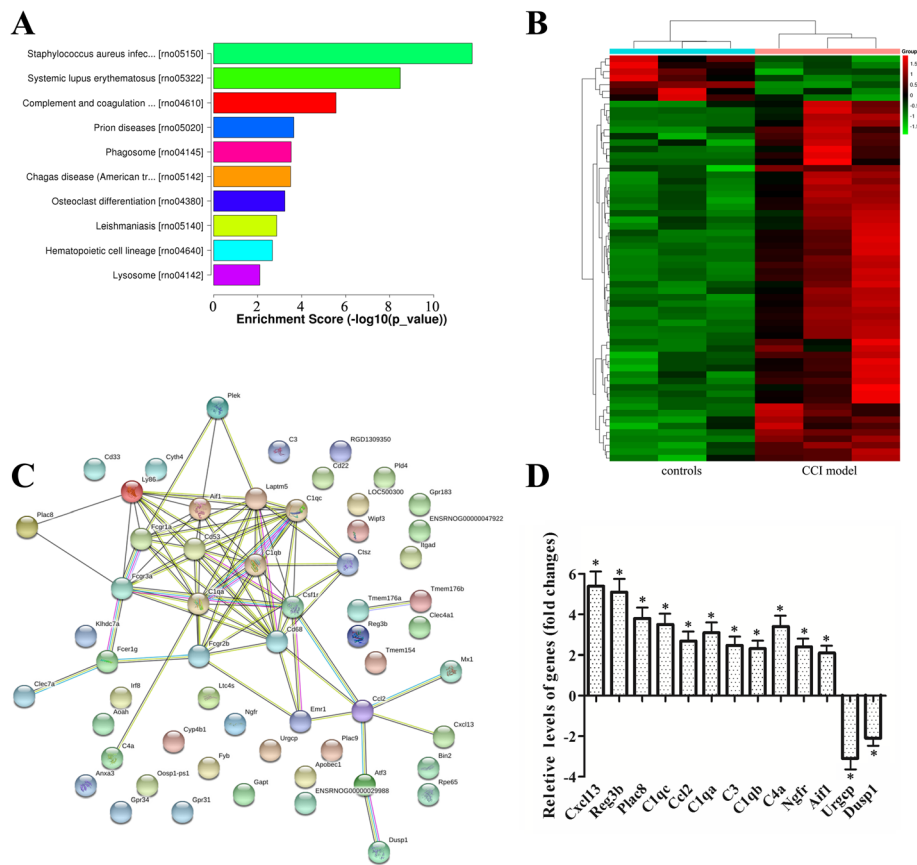 A
Staphylococcus aureus infec... [rno05150]
Systemic lupus erythematosus [rno05322]
Complement and coagulation ... [rno04610]
Prion diseases [rno05020]
Phagosome [rno04145]
Chagas disease (American tr... [rno05142]
Osteoclast differentiation [rno04380]
Leishmaniasis [rno05140]
Hematopoietic cell lineage [rno04640]
Lysosome [rno04142]
0 2 4 6 8 10
Enrichment Score (-log10(p_value))
B
Group
1.5
1
0.5
0
-0.5
-1
-1.5
controls CCI model
C
Plek
Cd33
Cyth4
C3
RGD1309350
Cd22
Pld4
Ly86
Aif1
Laptm5
C1qc
LOC500300
Gpr183
Plac8
Fcgr1a
Cd53
Wipf3
ENSRNOG00000047922
Itgad
C1qb
Ctsz
Fcgr3a
C1qa
Csf1r
Tmem176a
Tmem176b
Clec4a1
Klhdc7a
Fcgr2b
Cd68
Reg3b
Fcer1g
Tmem154
Clec7a
Irf8
Ltc4s
Mx1
Aoah
Ngfr
Emr1
Ccl2
Cxcl13
C4a
Cyp4b1
Urgcp
Plac9
Bin2
Anxa3
Oosp1-ps1
Fyb
Apobec1
Atf3
Rpe65
Gpr34
Gpr31
Gapt
ENSRNOG00000029988
Dusp1
D
Reletive levels of genes (fold changes)
6
4
2
0
-2
-4
* * * * * * * * * * * * *
Cxcl13 Reg3b Plac8 C1qc Ccl2 C1qa C3 C1qb C4a Ngfr Aif1 Urgcp Dusp1